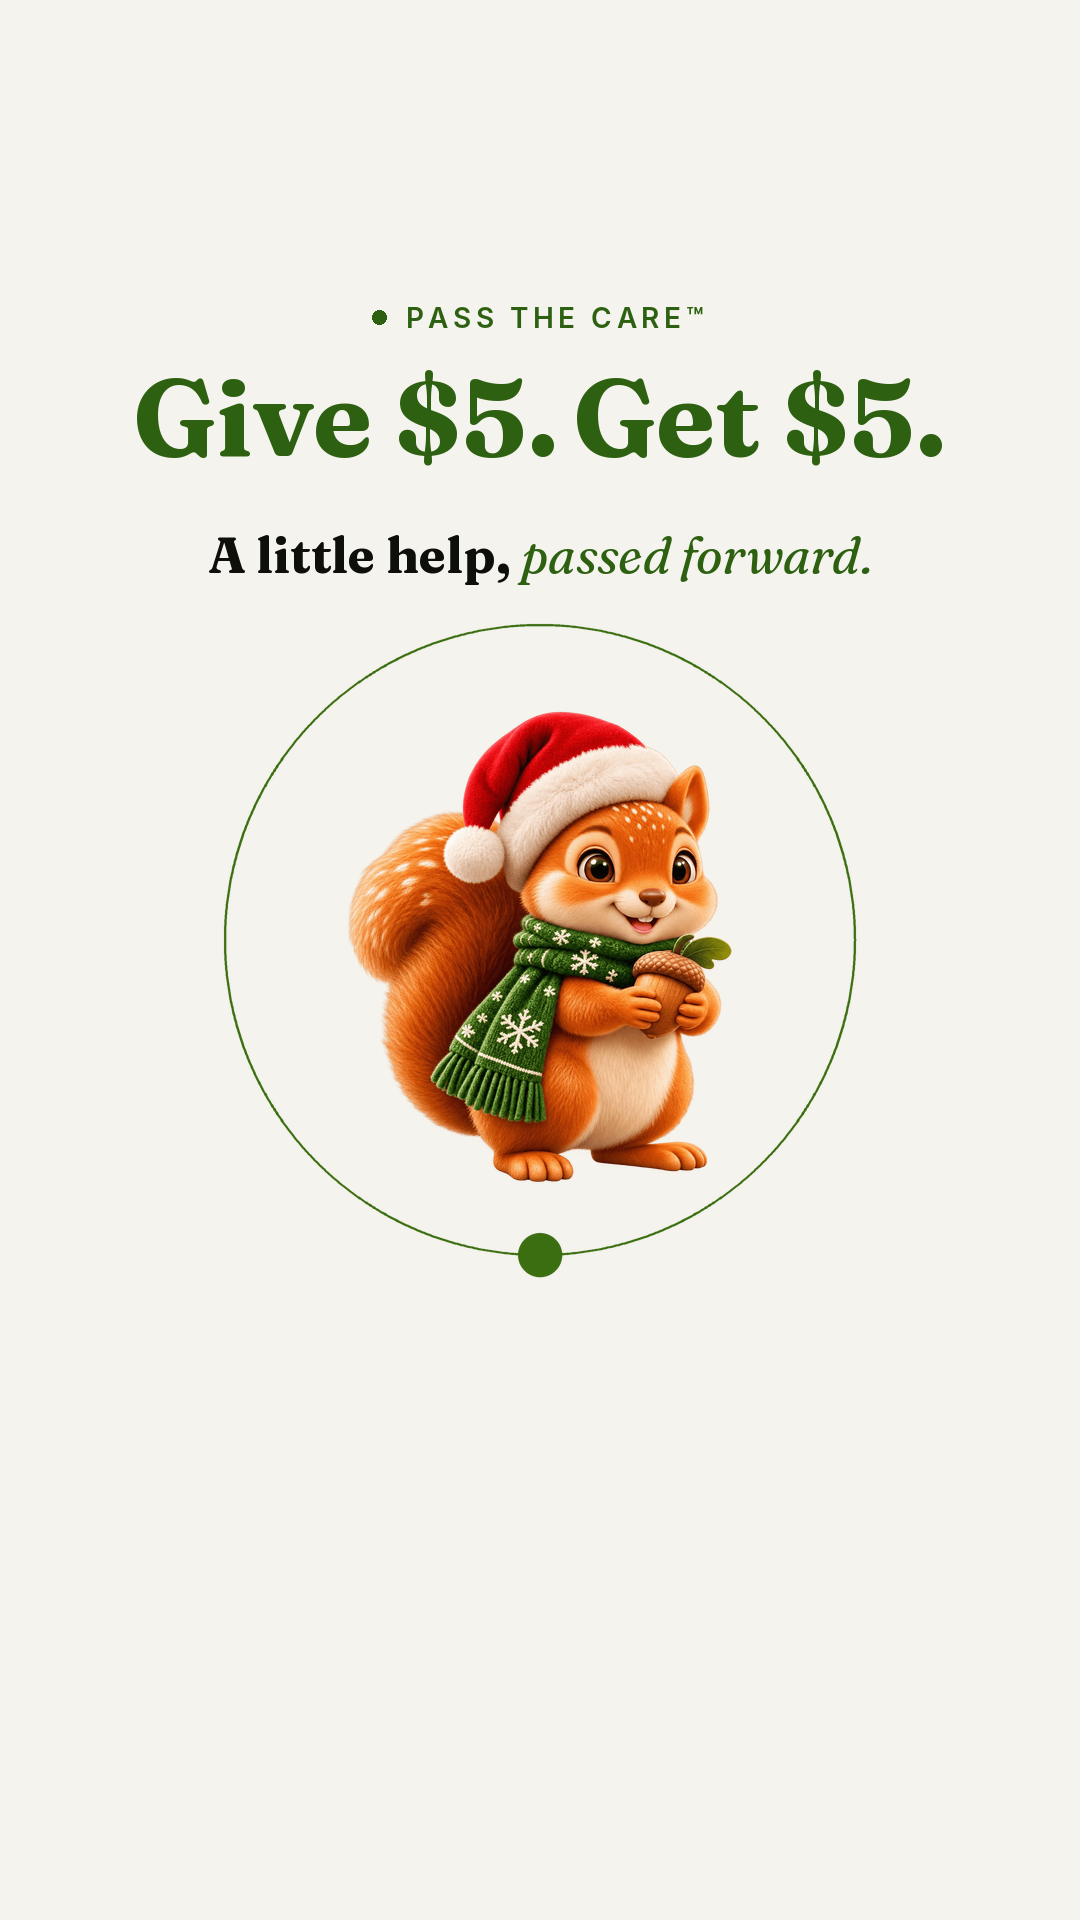 PASS THE CARE™
Give $5. Get $5.
A little help, passed forward.